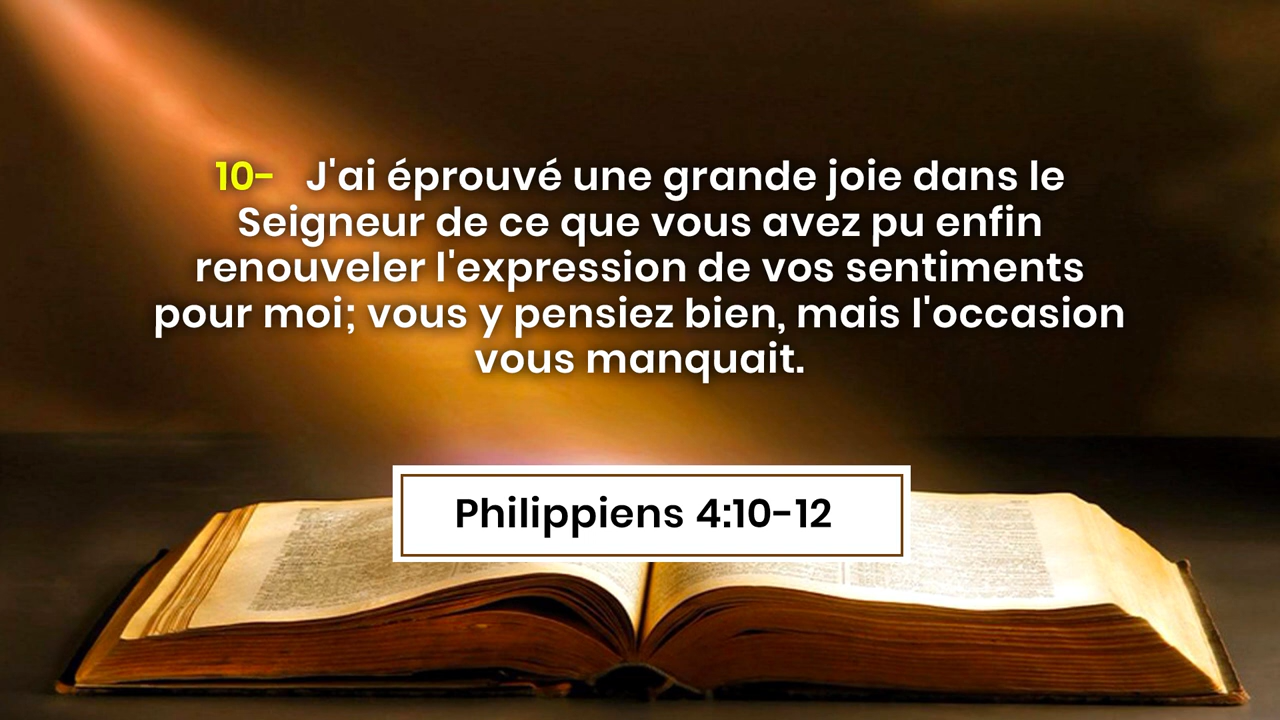 10- J'ai éprouvé une grande joie dans le
Seigneur de ce que vous avez pu enfin
renouveler l'expression de vos sentiments
pour moi; vous y pensiez bien, mais l'occasion
vous manquait.
Philippiens 4:10-12